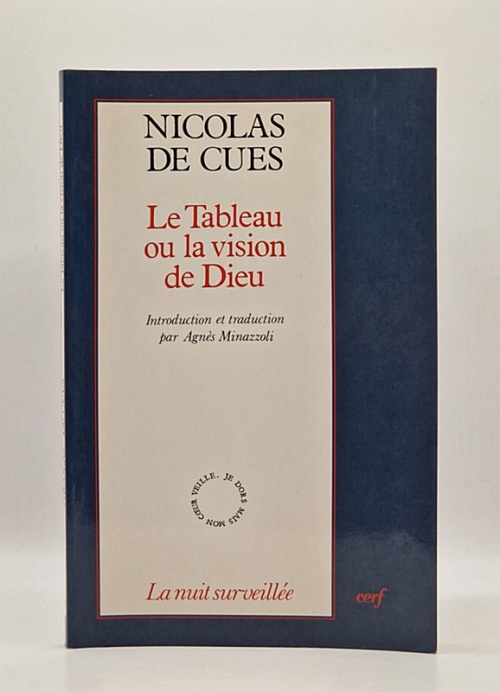 NICOLAS
DE CUES
Le Tableau
ou la vision
de Dieu
Introduction et traduction
par Agnès Minazzoli
JE DORS MAIS MON CŒUR VEILLE.
La nuit surveillée
cerf